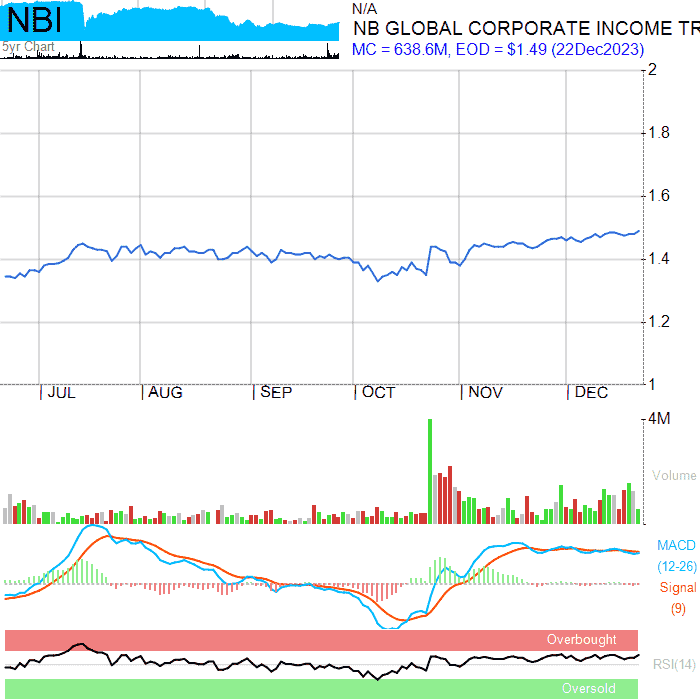 NBI
5yr Chart
N/A
NB GLOBAL CORPORATE INCOME TR
MC = 638.6M, EOD = $1.49 (22Dec2023)
2
1.8
1.6
1.4
1.2
1
JUL AUG SEP OCT NOV DEC
4M
Volume
MACD
(12-26)
Signal
(9)
Overbought
RSI(14)
Oversold